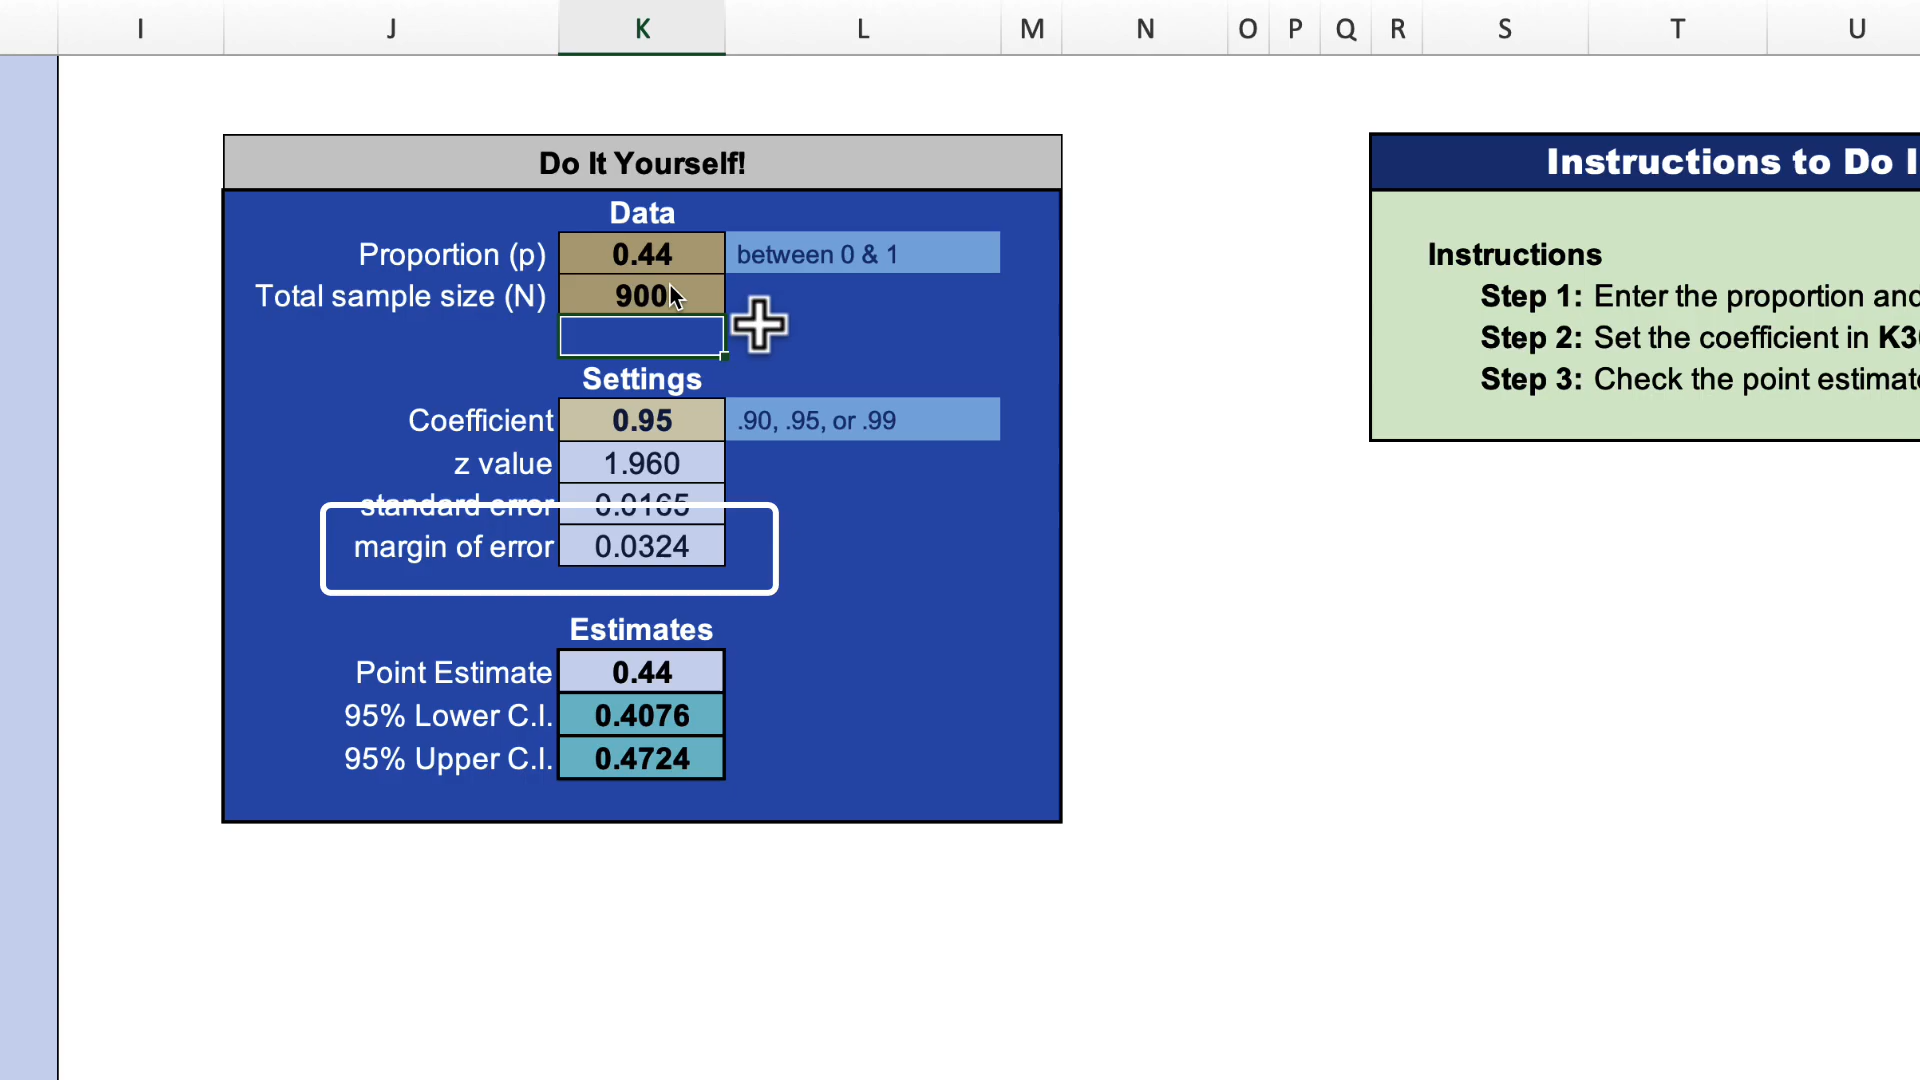 I J K L M N O P Q R S T U
Do It Yourself!
Instructions to Do I
Data
Proportion (p) 0.44 between 0 & 1
Total sample size (N) 900
Settings
Coefficient 0.95 .90, .95, or .99
z value 1.960
standard error 0.0165
margin of error 0.0324
Estimates
Point Estimate 0.44
95% Lower C.I. 0.4076
95% Upper C.I. 0.4724
Instructions
Step 1: Enter the proportion and
Step 2: Set the coefficient in K3
Step 3: Check the point estimat